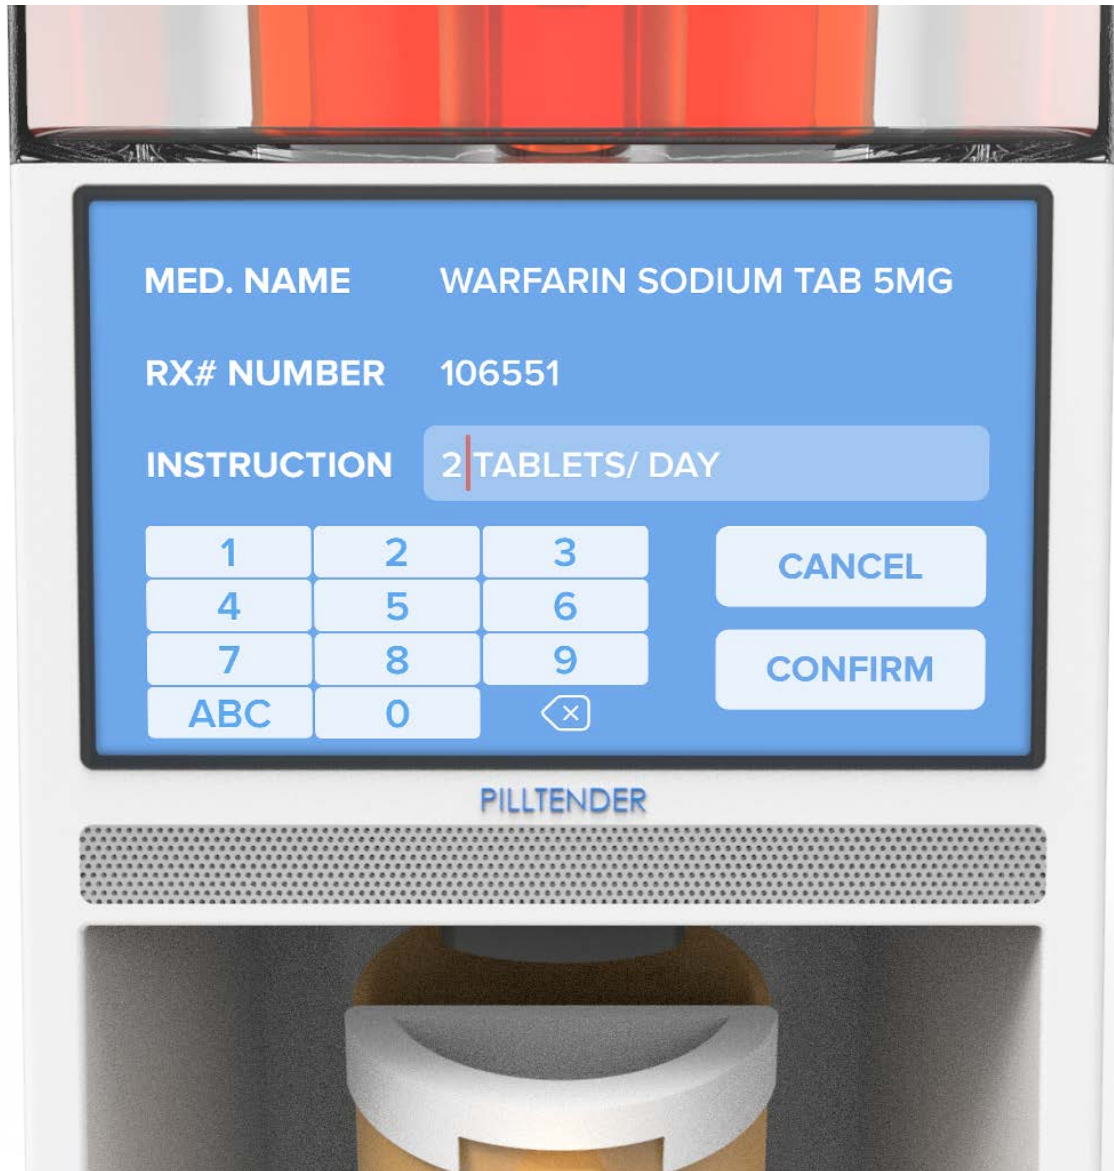 MED. NAME WARFARIN SODIUM TAB 5MG
RX# NUMBER 106551
INSTRUCTION 2 TABLETS/ DAY
1 2 3
4 5 6
7 8 9
ABC 0
CANCEL
CONFIRM
PILLTENDER